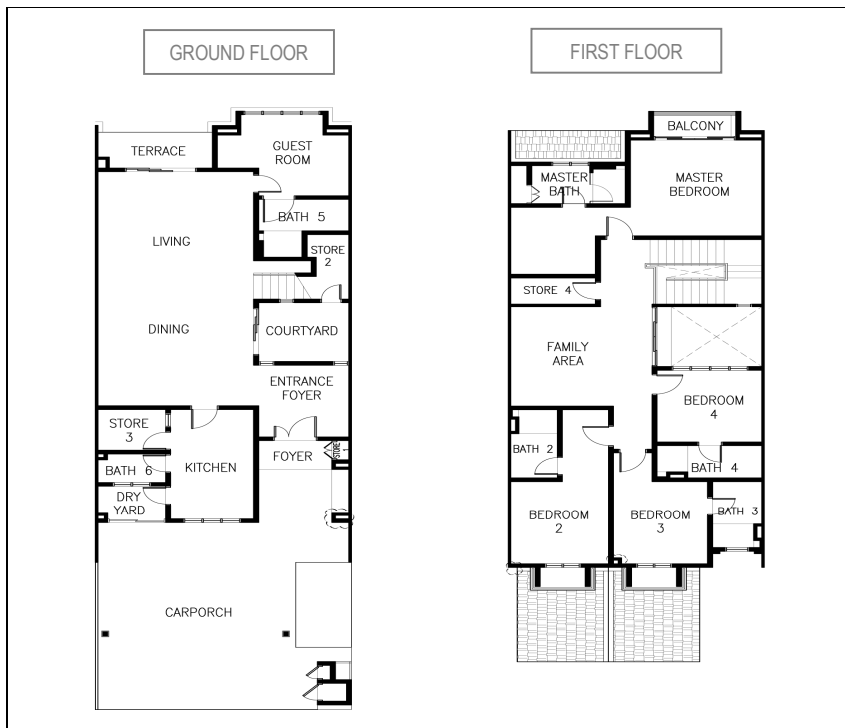 GROUND FLOOR
TERRACE
GUEST
ROOM
BATH 5
LIVING
STORE
2
DINING
COURTYARD
ENTRANCE
FOYER
STORE
3
FOYER
STORE 1
BATH 6
KITCHEN
DRY
YARD
CARPORCH
FIRST FLOOR
BALCONY
MASTER
BATH
MASTER
BEDROOM
STORE 4
FAMILY
AREA
BEDROOM
4
BATH 2
BATH 4
BEDROOM
2
BEDROOM
3
BATH 3